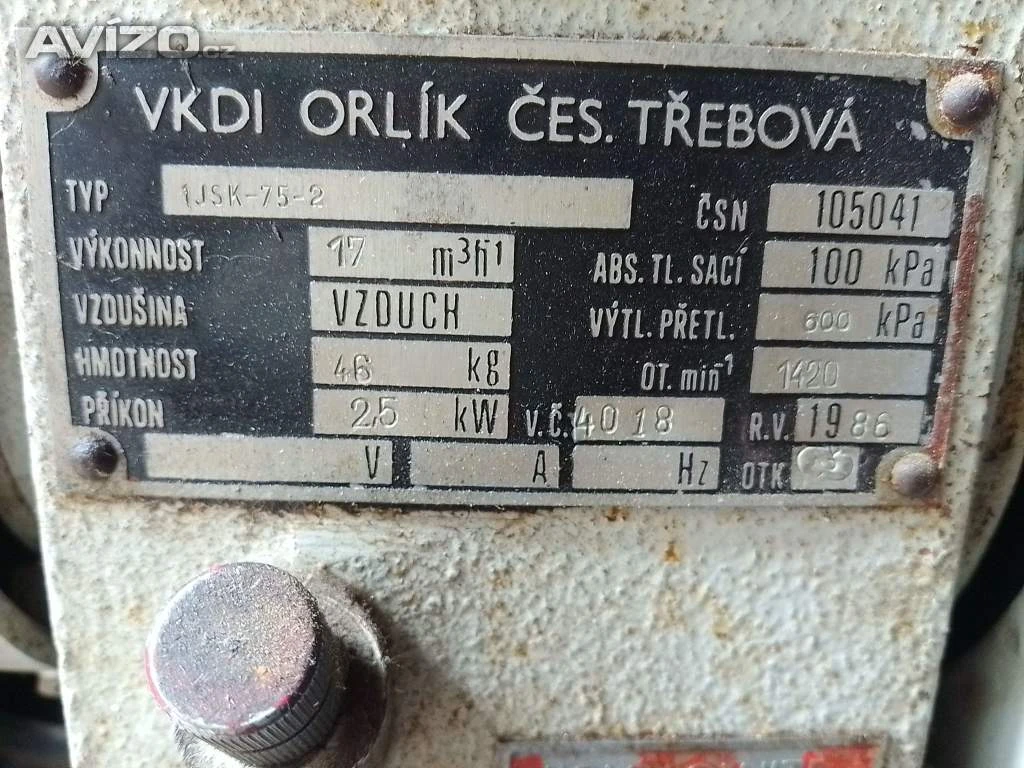 Avízo.cz
VKDI ORLÍK ČES. TŘEBOVÁ
TYP 1JSK-75-2 ČSN 105041
VÝKONNOST 17 m³h⁻¹ ABS. TL. SACÍ 100 kPa
VZDUŠINA VZDUCH VÝTL. PŘETL. 600 kPa
HMOTNOST 46 kg OT. min⁻¹ 1420
PŘÍKON 2,5 kW V.Č. 4018 R.V. 1986
V A Hz OTK